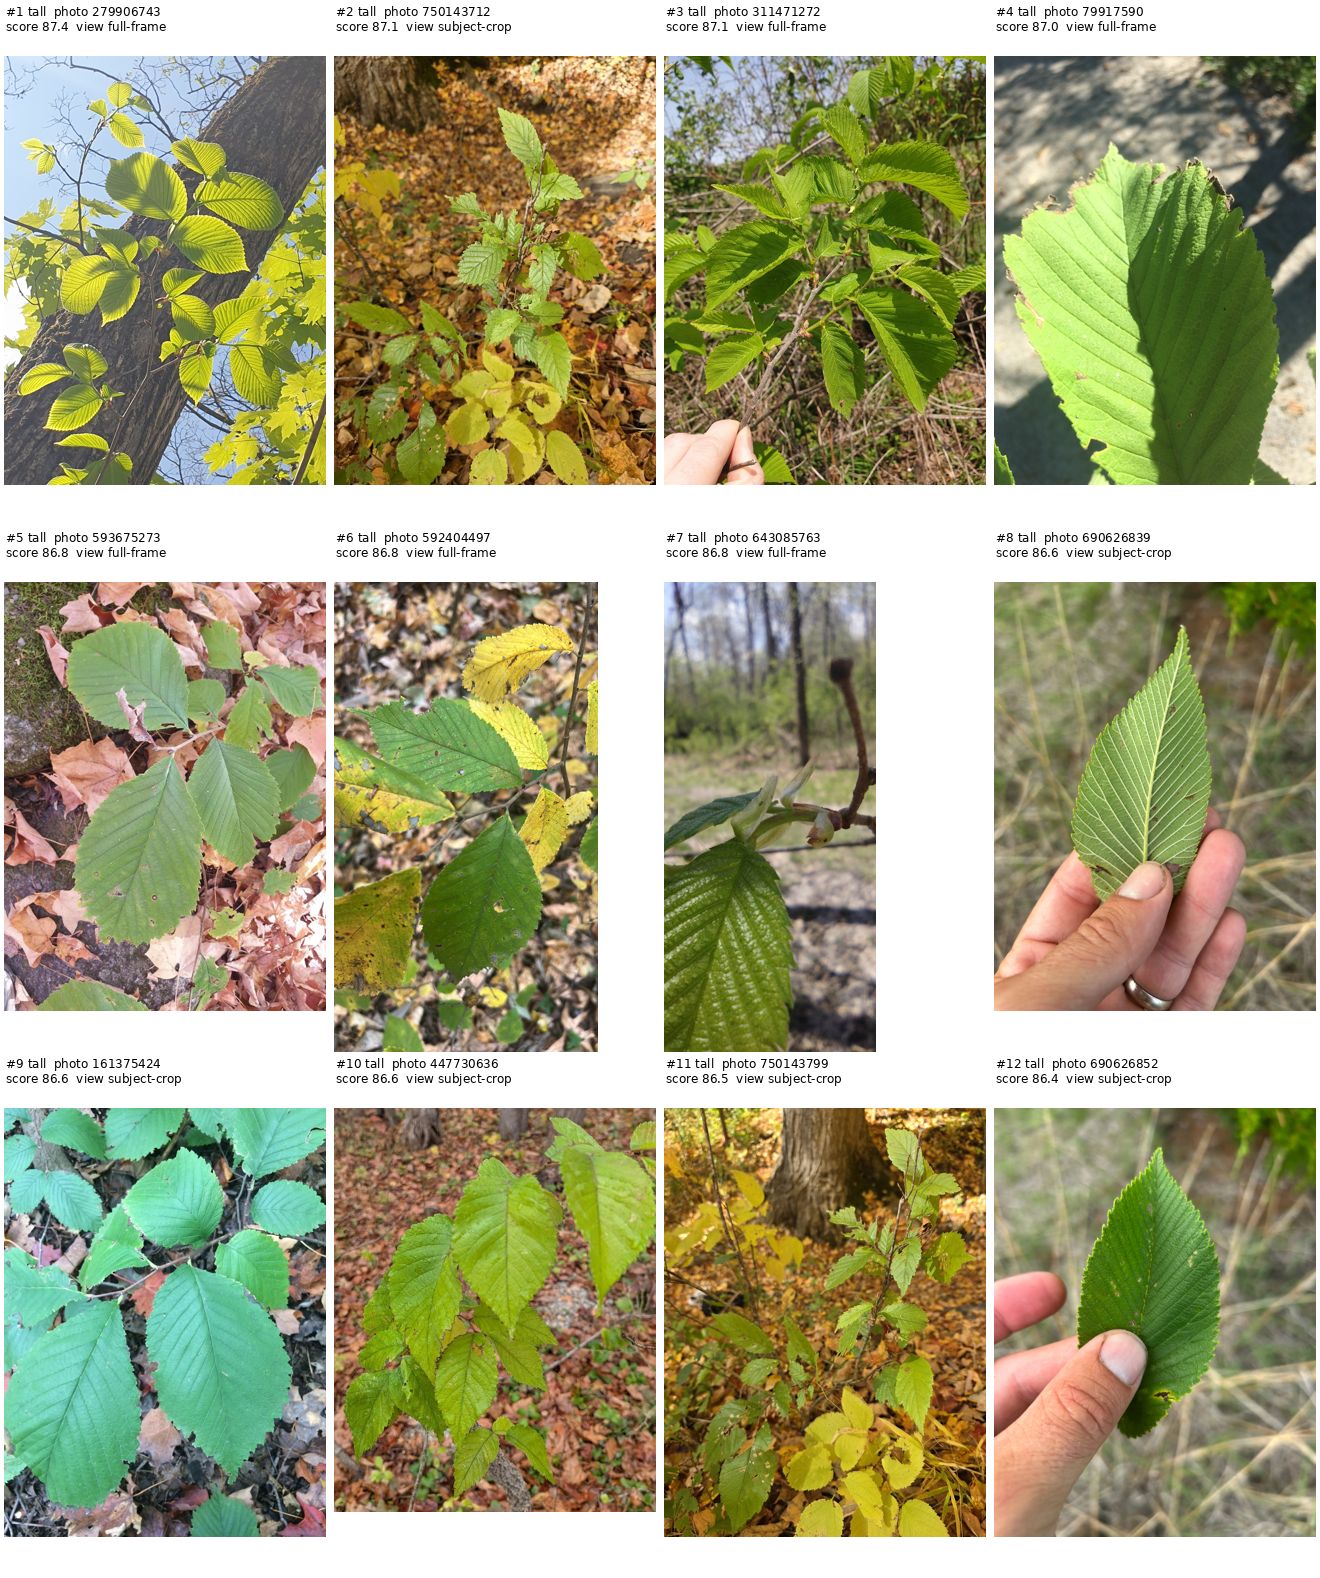 #1 tall  photo 279906743
score 87.4  view full-frame
#2 tall  photo 750143712
score 87.1  view subject-crop
#3 tall  photo 311471272
score 87.1  view full-frame
#4 tall  photo 79917590
score 87.0  view full-frame
#5 tall  photo 593675273
score 86.8  view full-frame
#6 tall  photo 592404497
score 86.8  view full-frame
#7 tall  photo 643085763
score 86.8  view full-frame
#8 tall  photo 690626839
score 86.6  view subject-crop
#9 tall  photo 161375424
score 86.6  view subject-crop
#10 tall  photo 447730636
score 86.6  view subject-crop
#11 tall  photo 750143799
score 86.5  view subject-crop
#12 tall  photo 690626852
score 86.4  view subject-crop